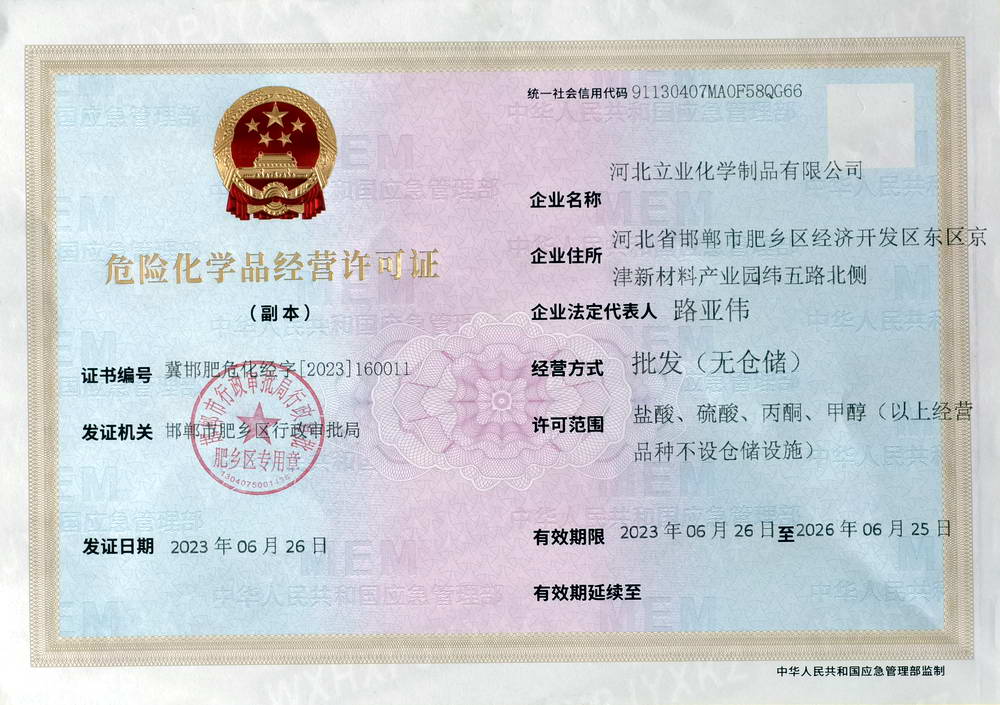 统一社会信用代码 91130407MA0F58QG66
危险化学品经营许可证
（副本）
证书编号 冀邯肥危化经字[2023]160011
发证机关 邯郸市肥乡区行政审批局
肥乡区专用章
发证日期 2023 年 06 月 26 日
企业名称 河北立业化学制品有限公司
企业住所 河北省邯郸市肥乡区经济开发区东区京
津新材料产业园纬五路北侧
企业法定代表人 路亚伟
经营方式 批发（无仓储）
许可范围 盐酸、硫酸、丙酮、甲醇（以上经营
品种不设仓储设施）
有效期限 2023 年 06 月 26 日至2026 年 06 月 25 日
有效期延续至
中华人民共和国应急管理部监制